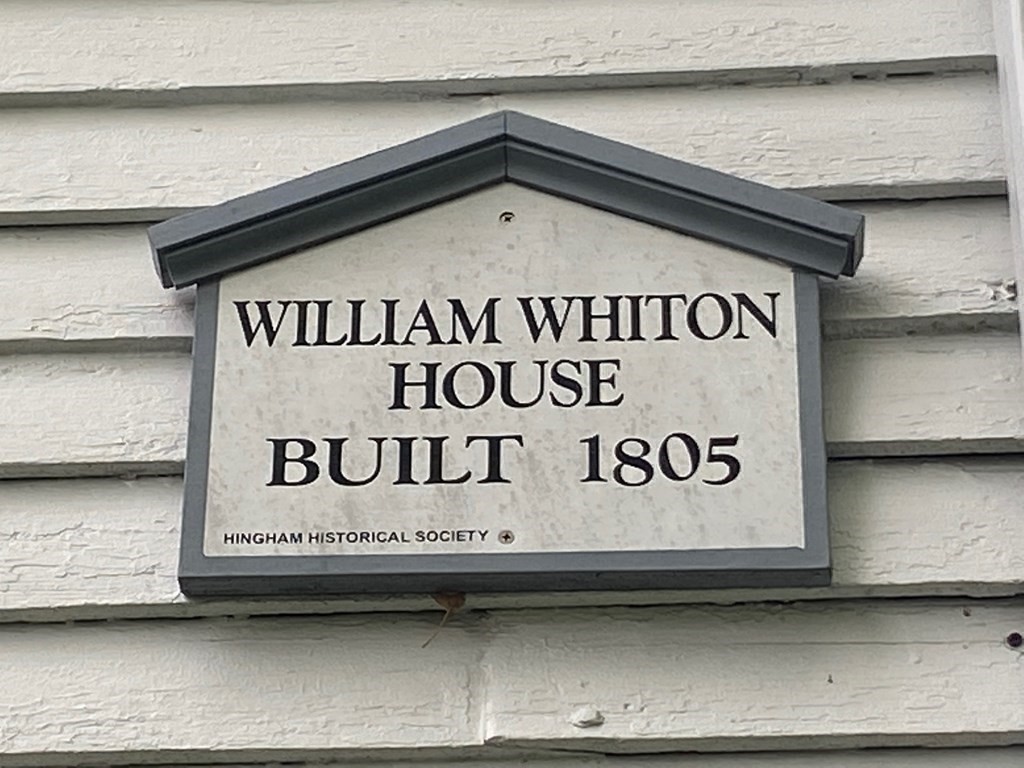 WILLIAM WHITON
HOUSE
BUILT 1805
HINGHAM HISTORICAL SOCIETY